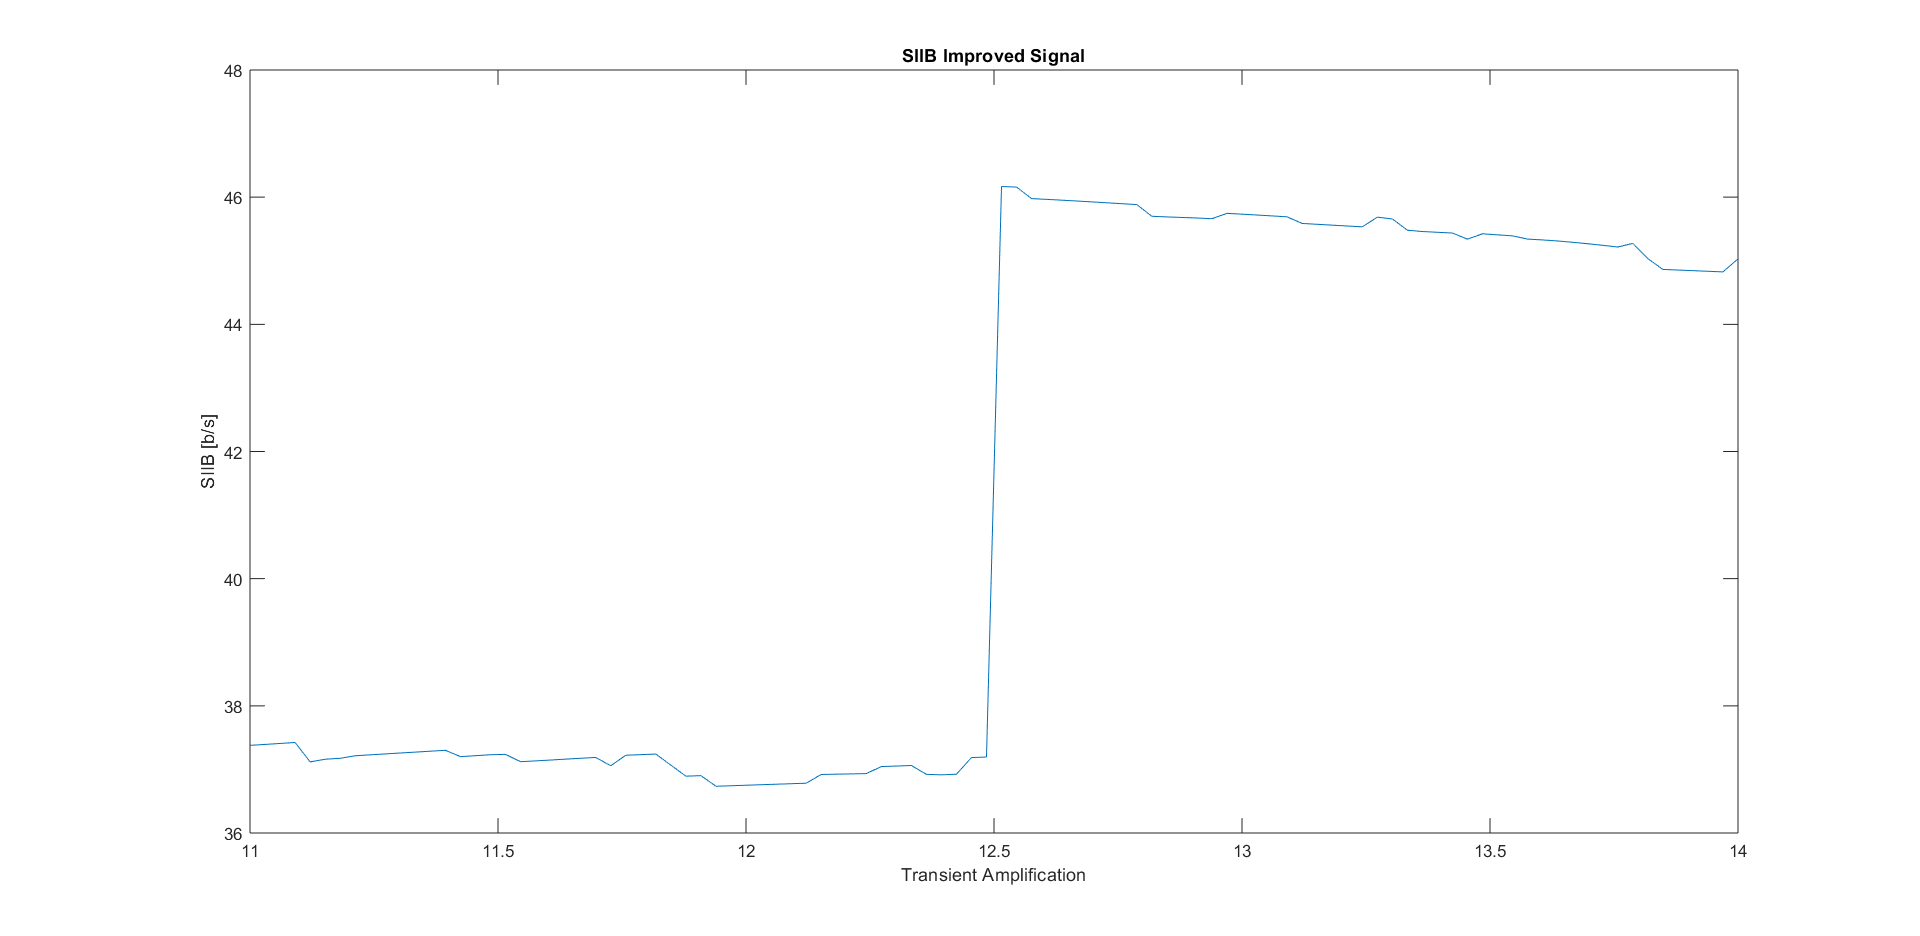 SIIB Improved Signal
48
46
44
42
40
38
36
SIIB [b/s]
11 11.5 12 12.5 13 13.5 14
Transient Amplification